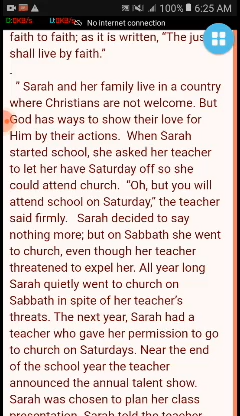 100% 6:25 AM
No internet connection
faith to faith; as it is written, “The jus
shall live by faith.”
.
“ Sarah and her family live in a country
where Christians are not welcome. But
God has ways to show their love for
Him by their actions.  When Sarah
started school, she asked her teacher
to let her have Saturday off so she
could attend church.  “Oh, but you will
attend school on Saturday,” the teacher
said firmly.   Sarah decided to say
nothing more; but on Sabbath she went
to church, even though her teacher
threatened to expel her. All year long
Sarah quietly went to church on
Sabbath in spite of her teacher’s
threats. The next year, Sarah had a
teacher who gave her permission to go
to church on Saturdays. Near the end
of the school year the teacher
announced the annual talent show.
Sarah was chosen to plan her class
presentation. Sarah told the teacher